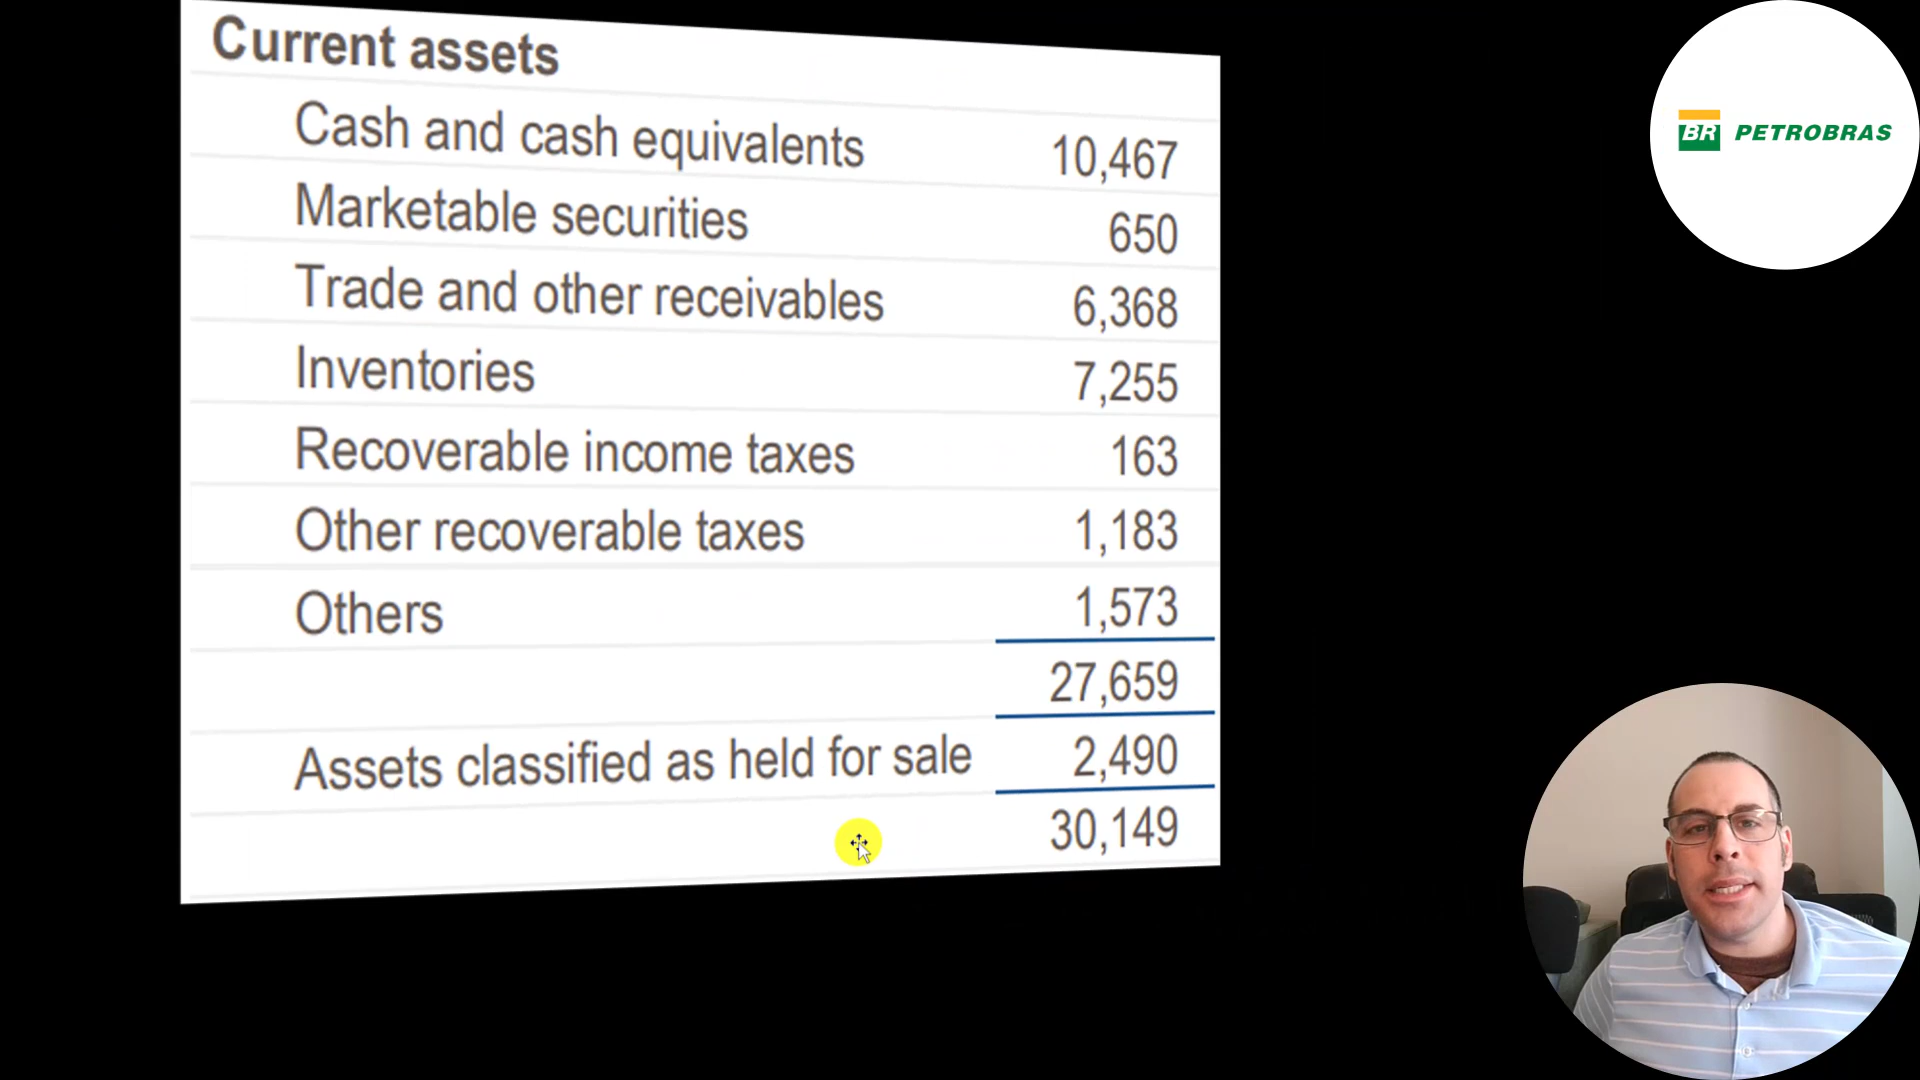 Current assets
Cash and cash equivalents 10,467
Marketable securities 650
Trade and other receivables 6,368
Inventories 7,255
Recoverable income taxes 163
Other recoverable taxes 1,183
Others 1,573
27,659
Assets classified as held for sale 2,490
30,149
BR PETROBRAS